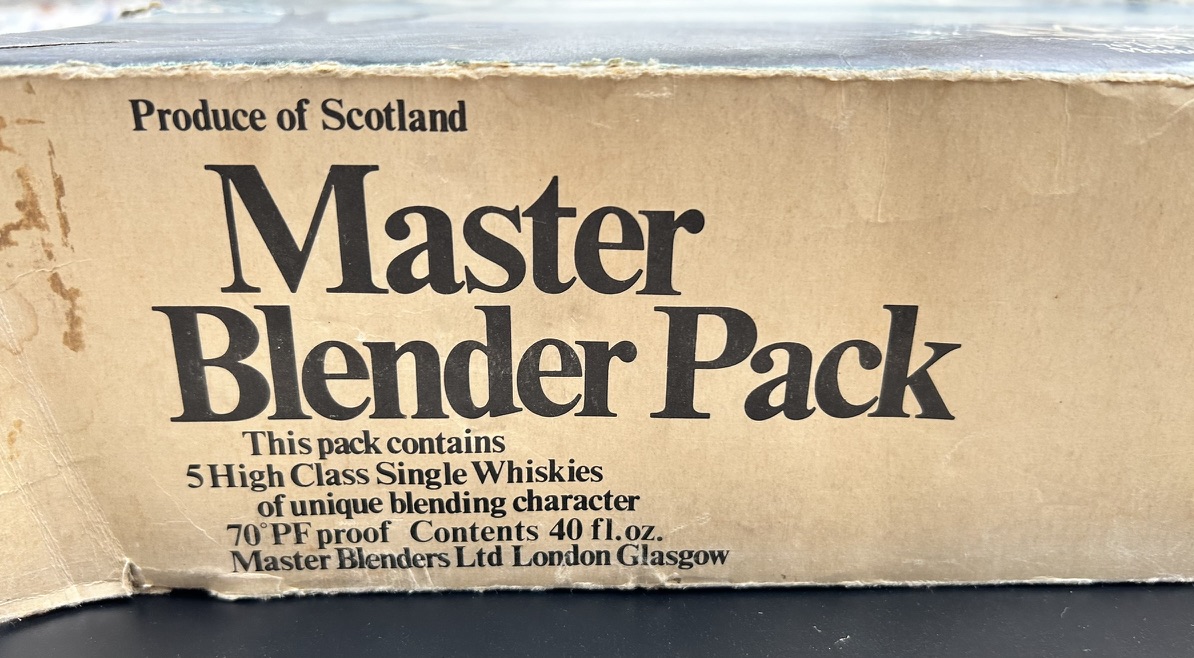 Produce of Scotland
Master
Blender Pack
This pack contains
5 High Class Single Whiskies
of unique blending character
70°PF proof Contents 40 fl.oz.
Master Blenders Ltd London Glasgow